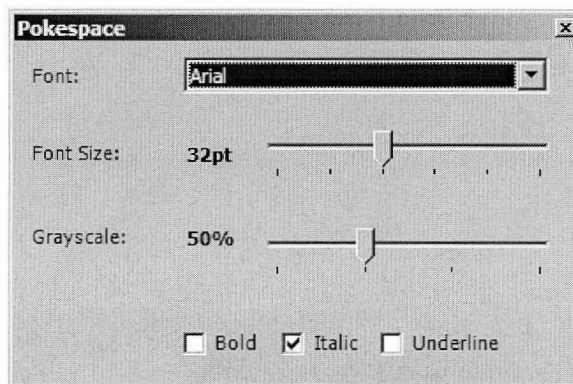 Pokespace
Font: Arial
Font Size: 32pt
Grayscale: 50%
Bold Italic Underline